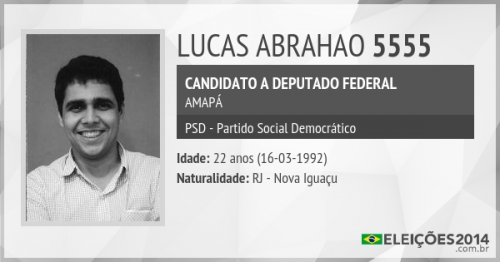 LUCAS ABRAHAO 5555
CANDIDATO A DEPUTADO FEDERAL
AMAPÁ
PSD - Partido Social Democrático
Idade: 22 anos (16-03-1992)
Naturalidade: RJ - Nova Iguaçu
ELEIÇÕES2014
.com.br